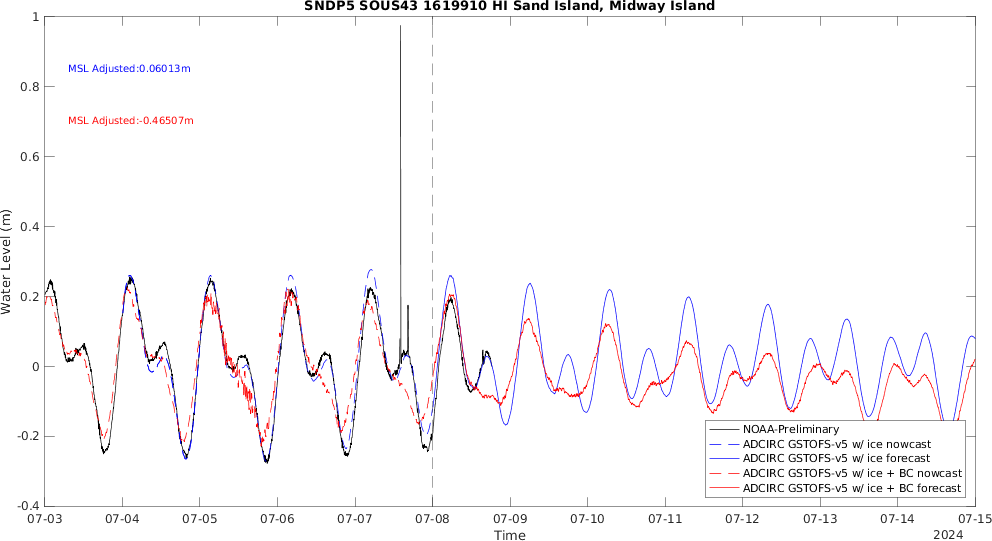 SNDP5 SOUS43 1619910 HI Sand Island, Midway Island
1
0.8
0.6
0.4
0.2
0
-0.2
-0.4
Water Level (m)
MSL Adjusted:0.06013m
MSL Adjusted:-0.46507m
NOAA-Preliminary
ADCIRC GSTOFS-v5 w/ ice nowcast
ADCIRC GSTOFS-v5 w/ ice forecast
ADCIRC GSTOFS-v5 w/ ice + BC nowcast
ADCIRC GSTOFS-v5 w/ ice + BC forecast
07-03 07-04 07-05 07-06 07-07 07-08 07-09 07-10 07-11 07-12 07-13 07-14 07-15
Time
2024